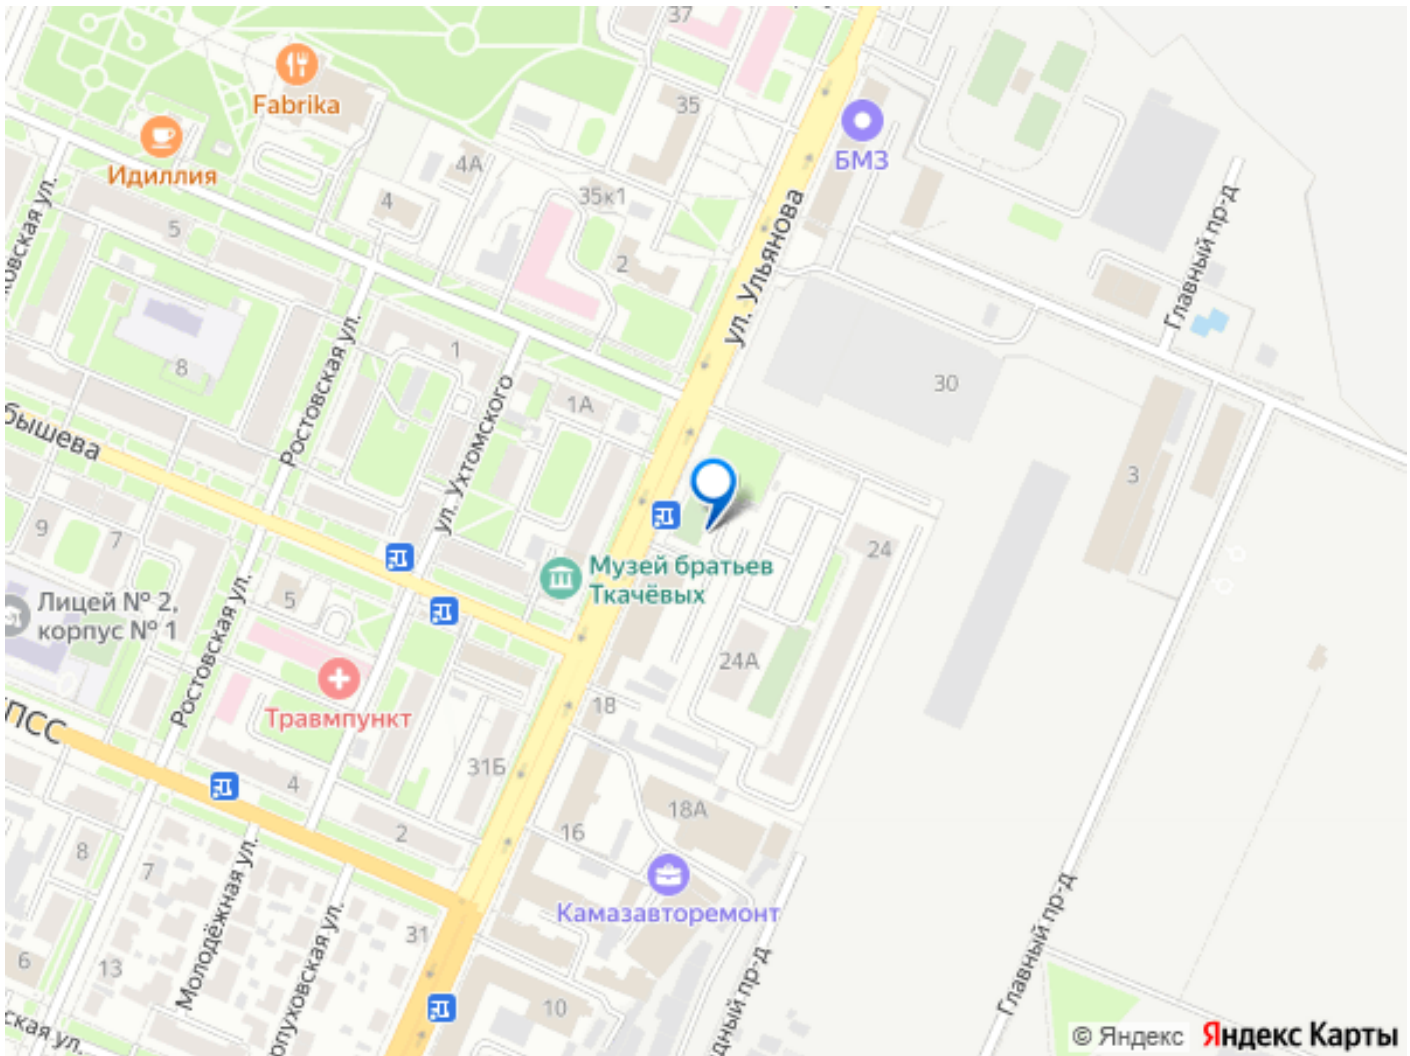 37
Fabrika
35
БМЗ
Идиллия
4А
4
35к1
5
2
ул. Ульянова
Главный пр-д
Ростовская ул.
1
8
30
1А
ул. Ухтомского
3
9
7
24
Музей братьев
Ткачёвых
Лицей № 2,
корпус № 1
5
Ростовская ул.
24А
Травмпункт
18
31Б
4
18А
2
16
8
7
Камазавторемонт
Молодёжная ул.
31
6
13
10
Главный пр-д
© Яндекс
Яндекс Карты